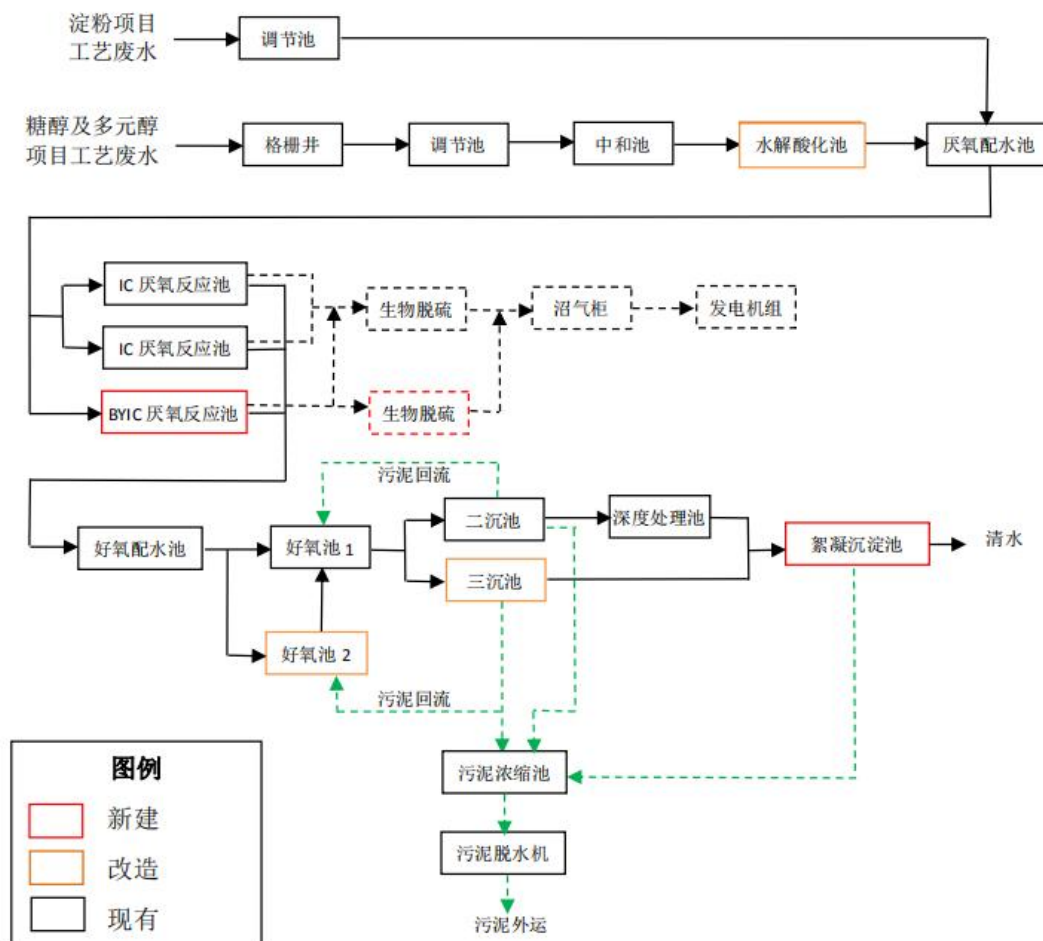 淀粉项目
工艺废水
调节池
糖醇及多元醇
项目工艺废水
格栅井
调节池
中和池
水解酸化池
厌氧配水池
IC 厌氧反应池
生物脱硫
沼气柜
发电机组
IC 厌氧反应池
BYIC 厌氧反应池
生物脱硫
污泥回流
二沉池
深度处理池
好氧配水池
好氧池 1
絮凝沉淀池
清水
三沉池
好氧池 2
污泥回流
污泥浓缩池
污泥脱水机
污泥外运
图例
新建
改造
现有